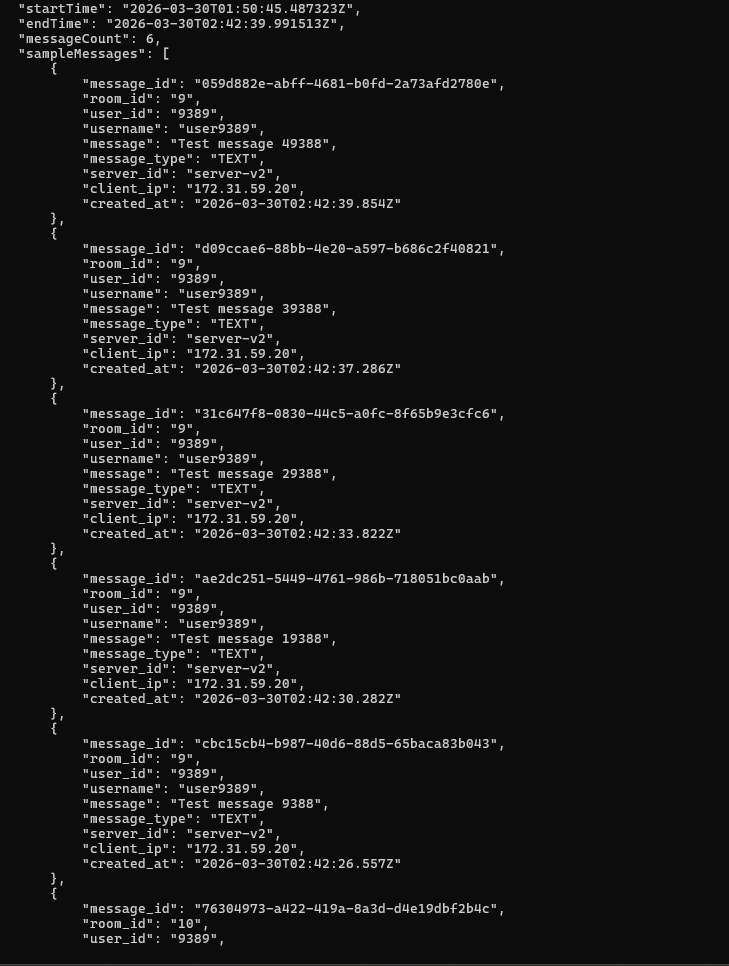 "startTime": "2026-03-30T01:50:45.487323Z",
"endTime": "2026-03-30T02:42:39.991513Z",
"messageCount": 6,
"sampleMessages": [
{
"message_id": "059d882e-abff-4681-b0fd-2a73afd2780e",
"room_id": "9",
"user_id": "9389",
"username": "user9389",
"message": "Test message 49388",
"message_type": "TEXT",
"server_id": "server-v2",
"client_ip": "172.31.59.20",
"created_at": "2026-03-30T02:42:39.854Z"
},
{
"message_id": "d09ccae6-88bb-4e20-a597-b686c2f40821",
"room_id": "9",
"user_id": "9389",
"username": "user9389",
"message": "Test message 39388",
"message_type": "TEXT",
"server_id": "server-v2",
"client_ip": "172.31.59.20",
"created_at": "2026-03-30T02:42:37.286Z"
},
{
"message_id": "31c647f8-0830-44c5-a0fc-8f65b9e3cfc6",
"room_id": "9",
"user_id": "9389",
"username": "user9389",
"message": "Test message 29388",
"message_type": "TEXT",
"server_id": "server-v2",
"client_ip": "172.31.59.20",
"created_at": "2026-03-30T02:42:33.822Z"
},
{
"message_id": "ae2dc251-5449-4761-986b-718051bc0aab",
"room_id": "9",
"user_id": "9389",
"username": "user9389",
"message": "Test message 19388",
"message_type": "TEXT",
"server_id": "server-v2",
"client_ip": "172.31.59.20",
"created_at": "2026-03-30T02:42:30.282Z"
},
{
"message_id": "cbc15cb4-b987-40d6-88d5-65baca83b043",
"room_id": "9",
"user_id": "9389",
"username": "user9389",
"message": "Test message 9388",
"message_type": "TEXT",
"server_id": "server-v2",
"client_ip": "172.31.59.20",
"created_at": "2026-03-30T02:42:26.557Z"
},
{
"message_id": "76304973-a422-419a-8a3d-d4e19dbf2b4c",
"room_id": "10",
"user_id": "9389",